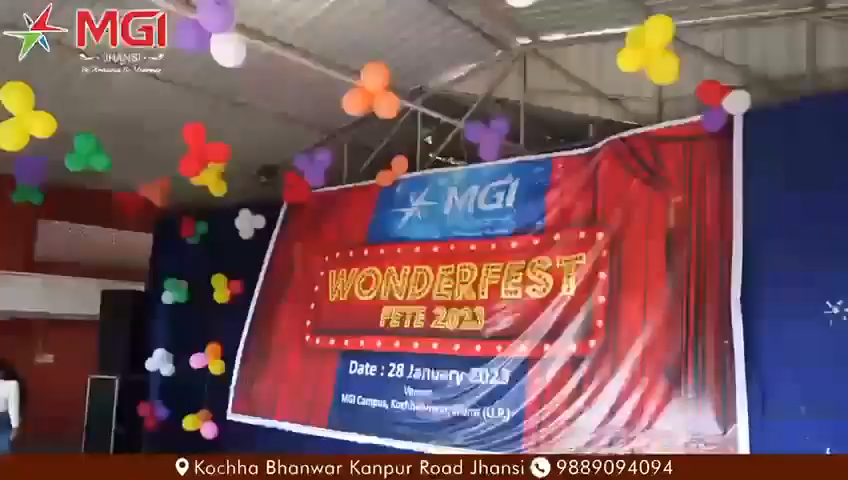 MGI
JHANSI
MGI
WONDERFEST
FETE 2023
Date : 28 January 2023
Venue
MGI Campus, (U.P.)
Kochha Bhanwar Kanpur Road Jhansi 9889094094